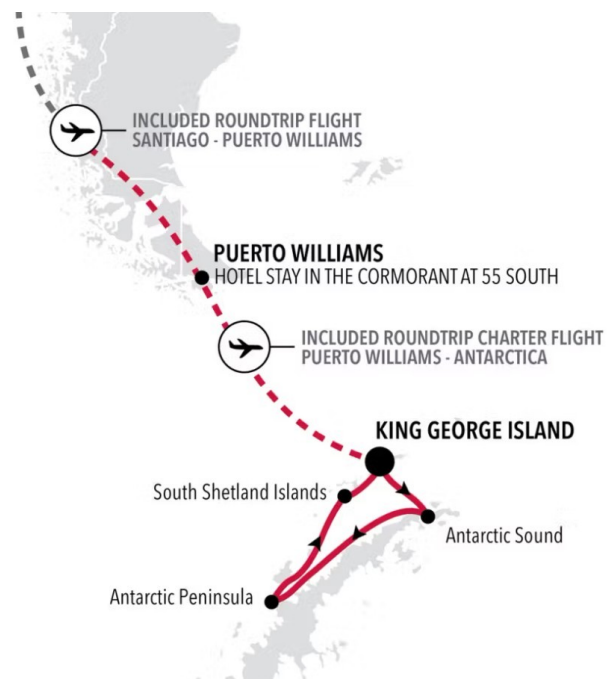 INCLUDED ROUNDTRIP FLIGHT
SANTIAGO - PUERTO WILLIAMS
PUERTO WILLIAMS
HOTEL STAY IN THE CORMORANT AT 55 SOUTH
INCLUDED ROUNDTRIP CHARTER FLIGHT
PUERTO WILLIAMS - ANTARCTICA
KING GEORGE ISLAND
South Shetland Islands
Antarctic Sound
Antarctic Peninsula